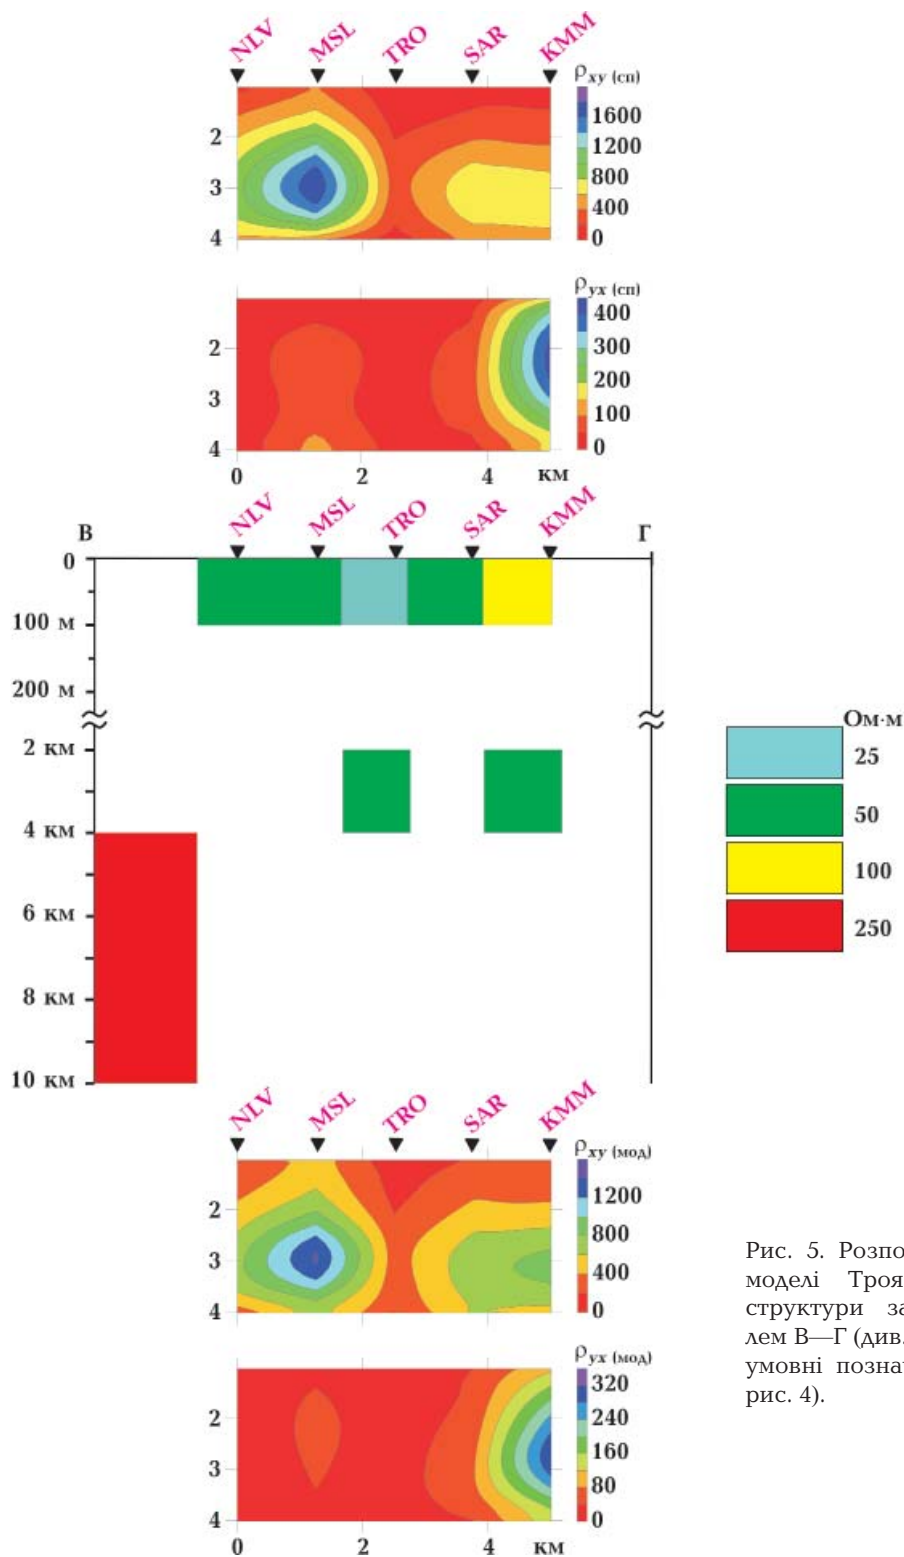 NLV MSL TRO SAR KMM
ρxy (сп)
1600
1200
800
400
0
2
3
4
ρyx (сп)
400
300
200
100
0
2
3
4
0 2 4 км
NLV MSL TRO SAR KMM
В Г
0
100 м
200 м
2 км
4 км
6 км
8 км
10 км
Ом·м
25
50
100
250
NLV MSL TRO SAR KMM
ρxy (мод)
1200
800
400
0
2
3
4
ρyx (мод)
320
240
160
80
0
2
3
4
0 2 4 км
Рис. 5. Розпо
моделі Троя
структури за
лем В—Г (див.
умовні позна
рис. 4).